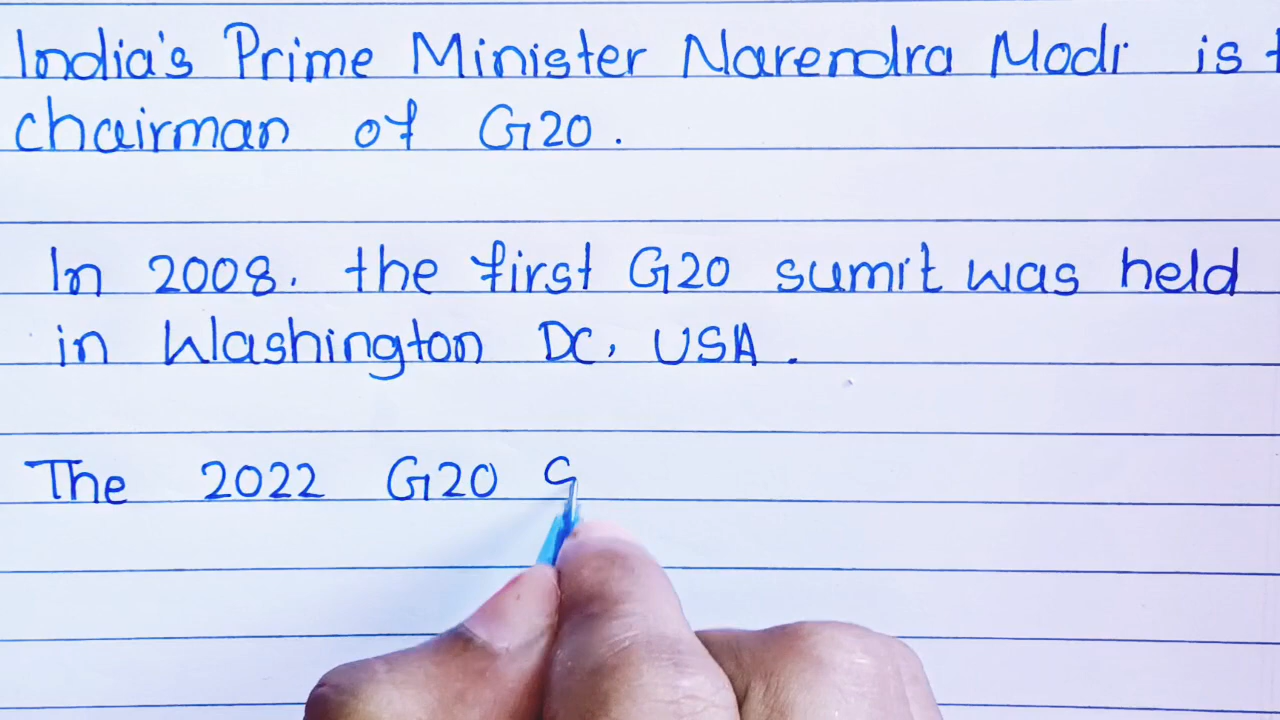 India's Prime Minister Narendra Modi is
chairman of G20.
In 2008. the first G20 sumit was held
in Washington DC, USA.
The 2022 G20 S